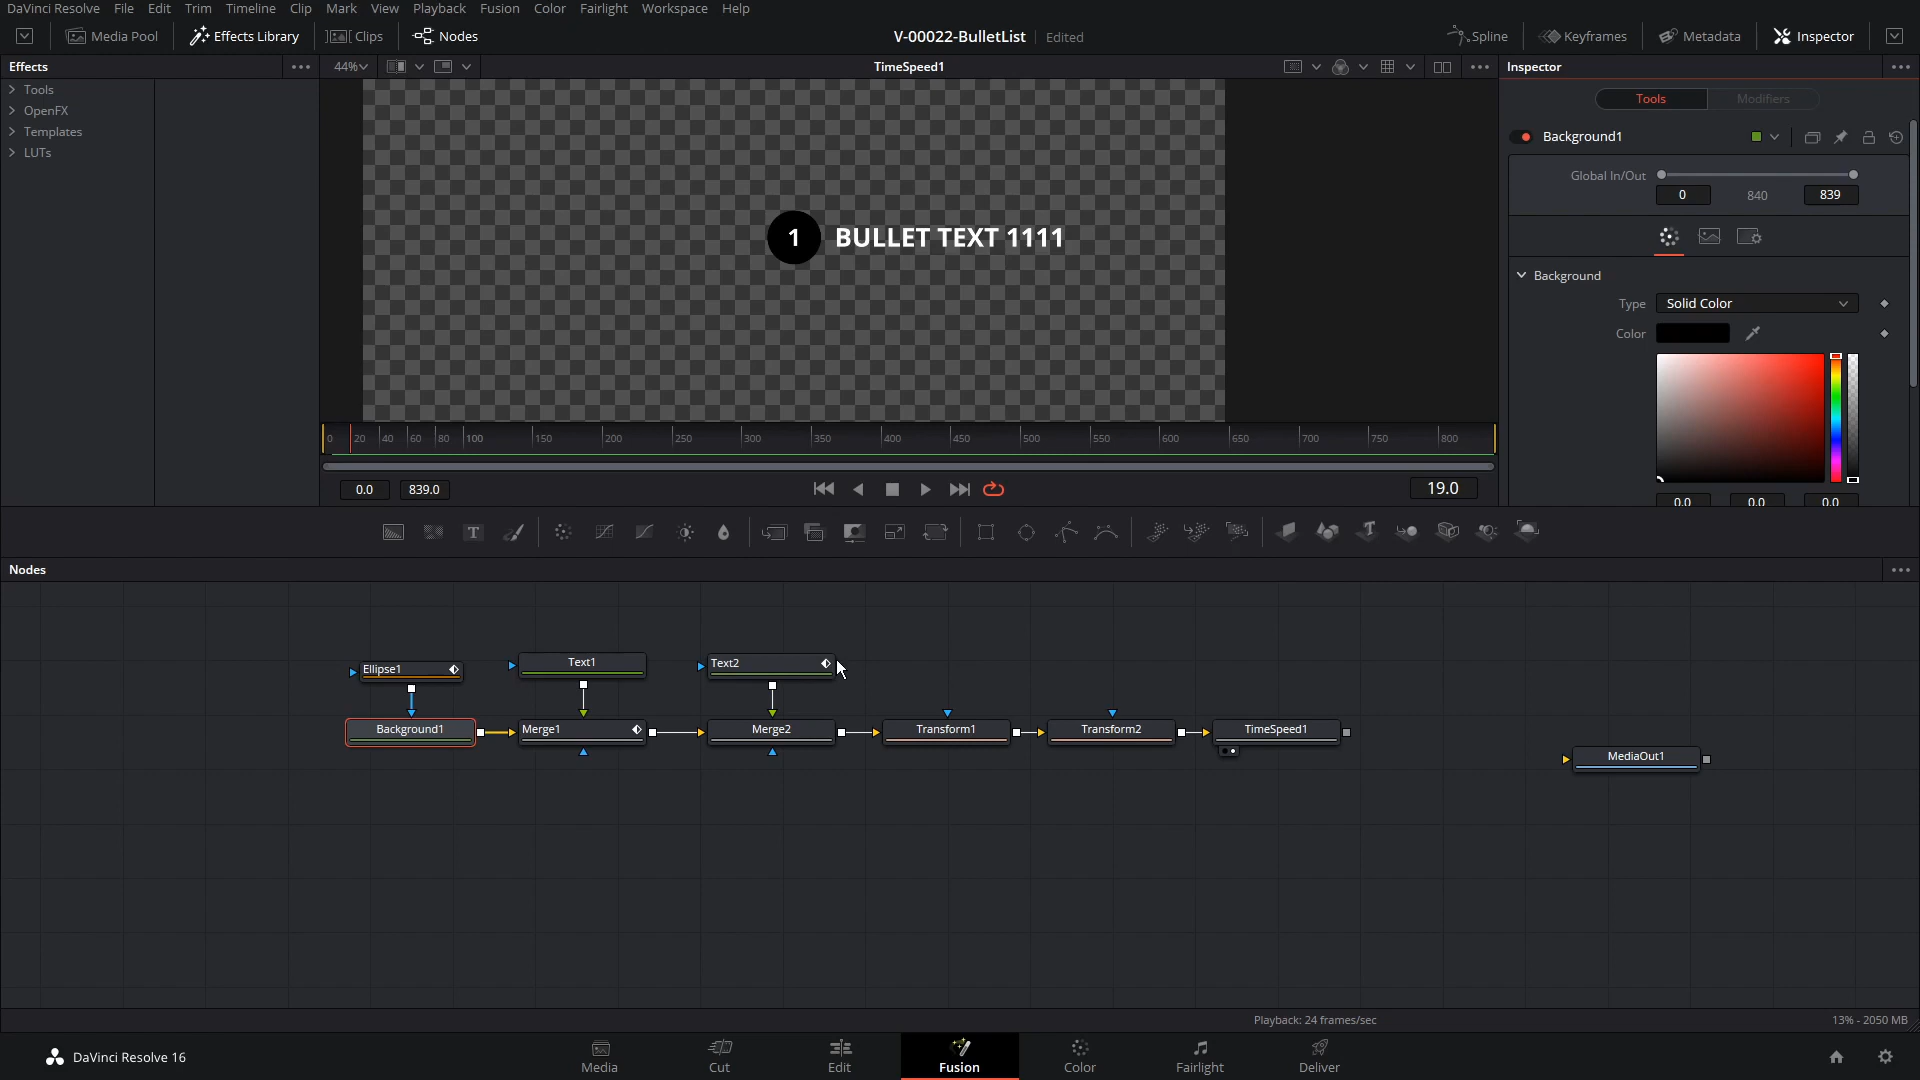 DaVinci Resolve File Edit Trim Timeline Clip Mark View Playback Fusion Color Fairlight Workspace Help
Media Pool Effects Library Clips Nodes V-00022-BulletList Edited Spline Keyframes Metadata Inspector
Effects 44% TimeSpeed1 Inspector
Tools
OpenFX
Templates
LUTs
Tools Modifiers
Background1
Global In/Out
0 840 839
1 BULLET TEXT 1111
Background
Type Solid Color
Color
0 20 40 60 80 100 150 200 250 300 350 400 450 500 550 600 650 700 750 800
0.0 839.0 19.0
0.0 0.0 0.0
T
Nodes
Ellipse1 Text1 Text2
Background1 Merge1 Merge2 Transform1 Transform2 TimeSpeed1
MediaOut1
Playback: 24 frames/sec 13% - 2050 MB
DaVinci Resolve 16 Media Cut Edit Fusion Color Fairlight Deliver